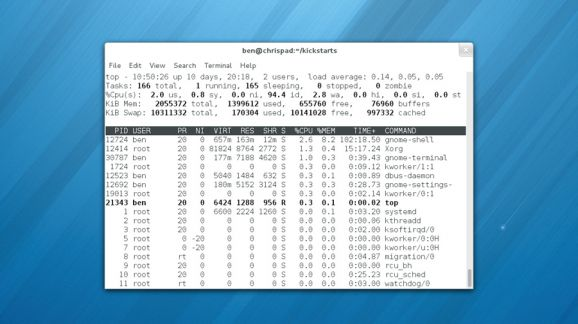 ben@chrispad:~/kickstarts
File Edit View Search Terminal Help
top - 10:50:26 up 10 days, 20:18, 2 users, load average: 0.14, 0.05, 0.05
Tasks: 166 total, 1 running, 165 sleeping, 0 stopped, 0 zombie
%Cpu(s): 2.0 us, 0.8 sy, 0.0 ni, 94.4 id, 2.8 wa, 0.0 hi, 0.0 si, 0.0 st
KiB Mem: 2055372 total, 1399612 used, 655760 free, 76960 buffers
KiB Swap: 10311332 total, 170304 used, 10141028 free, 997332 cached
PID USER PR NI VIRT RES SHR S %CPU %MEM TIME+ COMMAND
12724 ben 20 0 657m 163m 12m S 2.6 8.2 102:18.50 gnome-shell
12414 root 20 0 81824 8764 2772 S 1.3 0.4 15:17.24 Xorg
30787 ben 20 0 177m 7188 4620 S 1.0 0.3 0:39.43 gnome-terminal
1724 root 20 0 0 0 0 S 0.3 0.0 0:09.12 kworker/1:1
12523 ben 20 0 5040 1484 632 S 0.3 0.1 0:00.89 dbus-daemon
12692 ben 20 0 180m 5152 3124 S 0.3 0.3 0:28.73 gnome-settings-
19013 root 20 0 0 0 0 S 0.3 0.0 0:02.14 kworker/0:1
21343 ben 20 0 6424 1288 956 R 0.3 0.1 0:00.02 top
1 root 20 0 6600 2224 1260 S 0.0 0.1 0:03.20 systemd
2 root 20 0 0 0 0 S 0.0 0.0 0:00.06 kthreadd
3 root 20 0 0 0 0 S 0.0 0.0 0:02.00 ksoftirqd/0
5 root 0 -20 0 0 0 S 0.0 0.0 0:00.00 kworker/0:0H
7 root 0 -20 0 0 0 S 0.0 0.0 0:00.00 kworker/u:0H
8 root rt 0 0 0 0 S 0.0 0.0 0:04.87 migration/0
9 root 20 0 0 0 0 S 0.0 0.0 0:00.00 rcu_bh
10 root 20 0 0 0 0 S 0.0 0.0 0:25.23 rcu_sched
11 root rt 0 0 0 0 S 0.0 0.0 0:03.00 watchdog/0